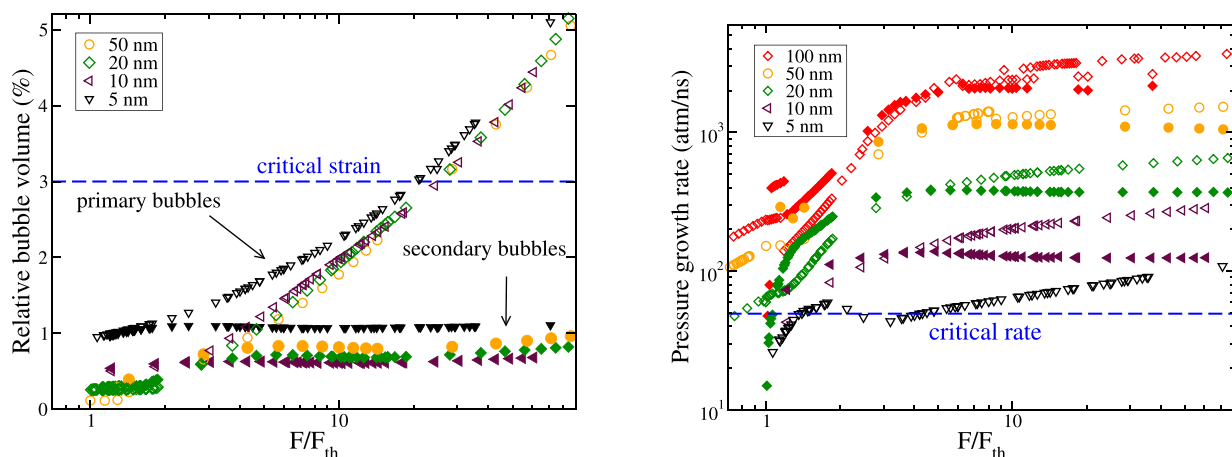 Relative bubble volume (%)
5
4
3
2
1
0
50 nm
20 nm
10 nm
5 nm
critical strain
primary bubbles
secondary bubbles
1
10
F/Fth
Pressure growth rate (atm/ns)
10^3
10^2
10^1
100 nm
50 nm
20 nm
10 nm
5 nm
critical rate
1
10
F/Fth